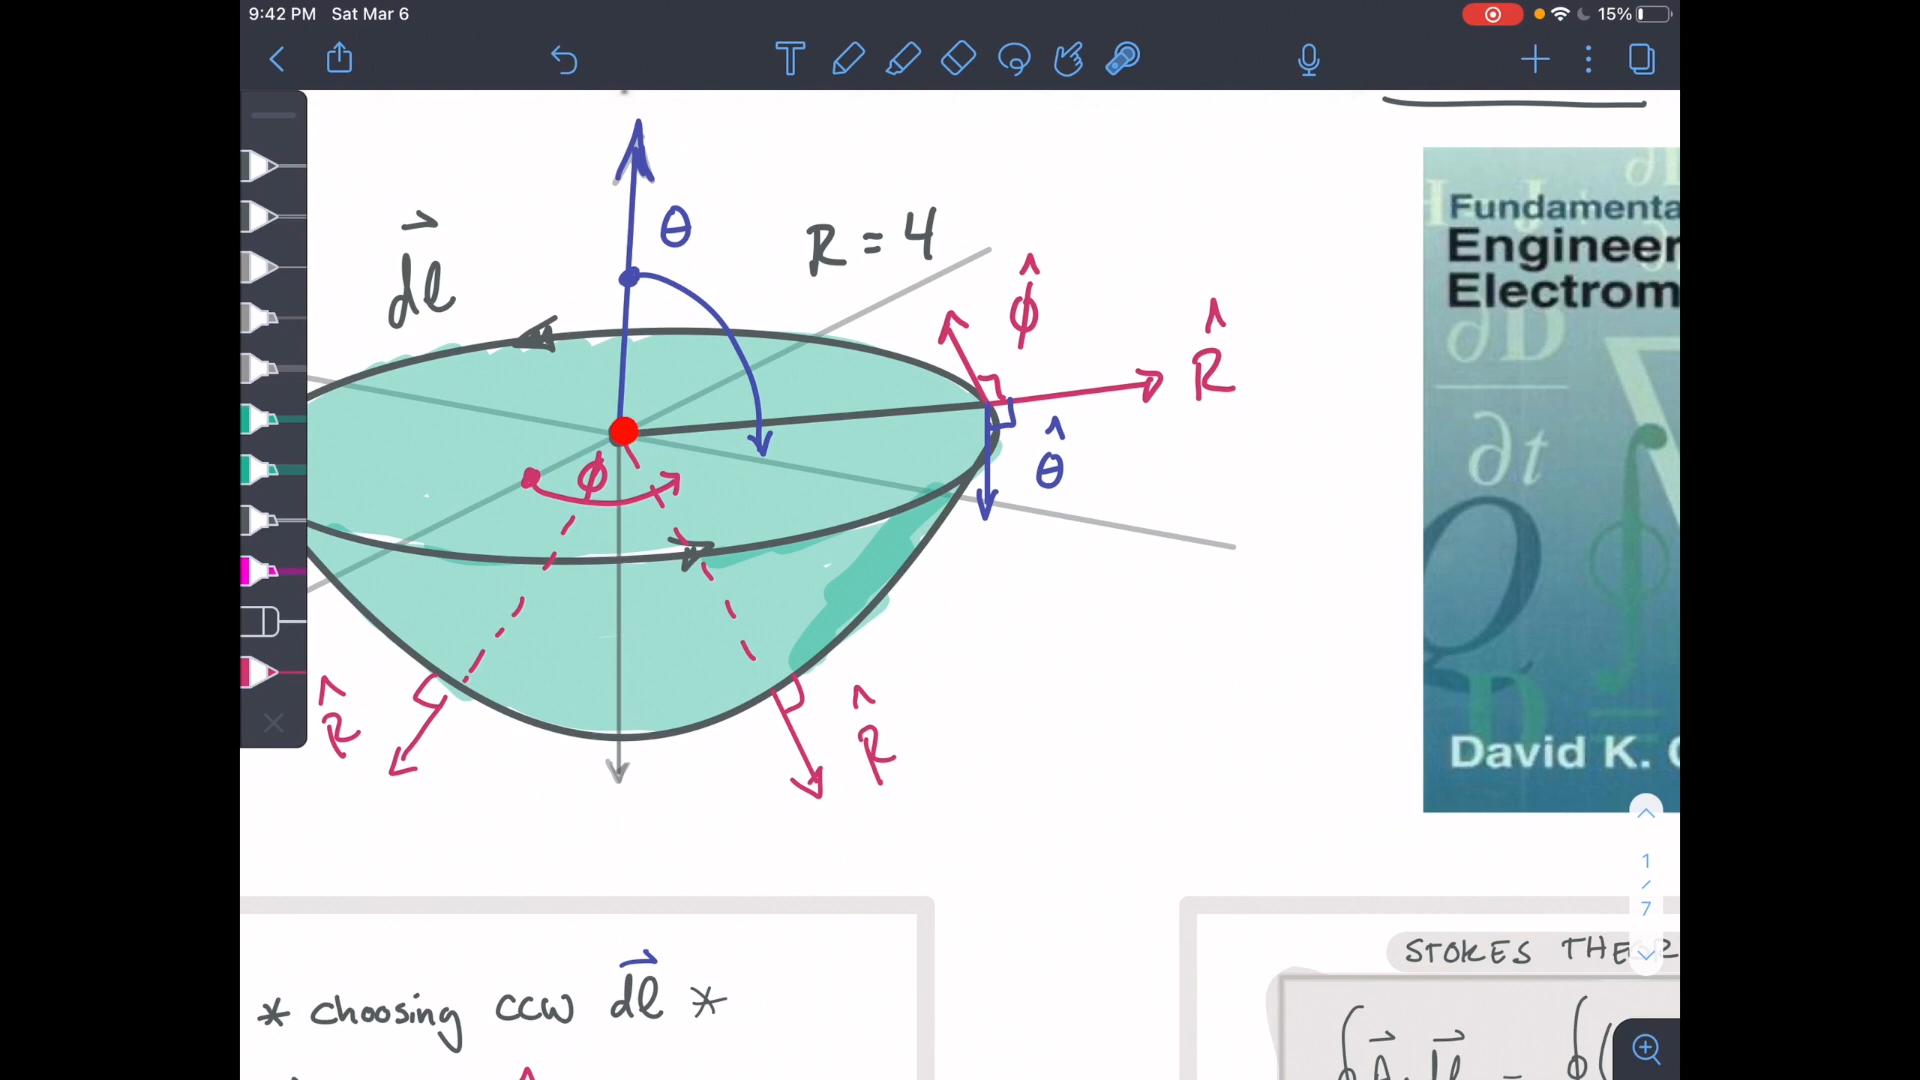 9:42 PM Sat Mar 6
15%
T
θ
R = 4
dl
ϕ̂
R̂
θ̂
ϕ
R̂
R̂
Fundamenta
Engineer
Electrom
∂D
∂t
Q
David K.
1
/
7
* choosing ccw dl *
STOKES THE